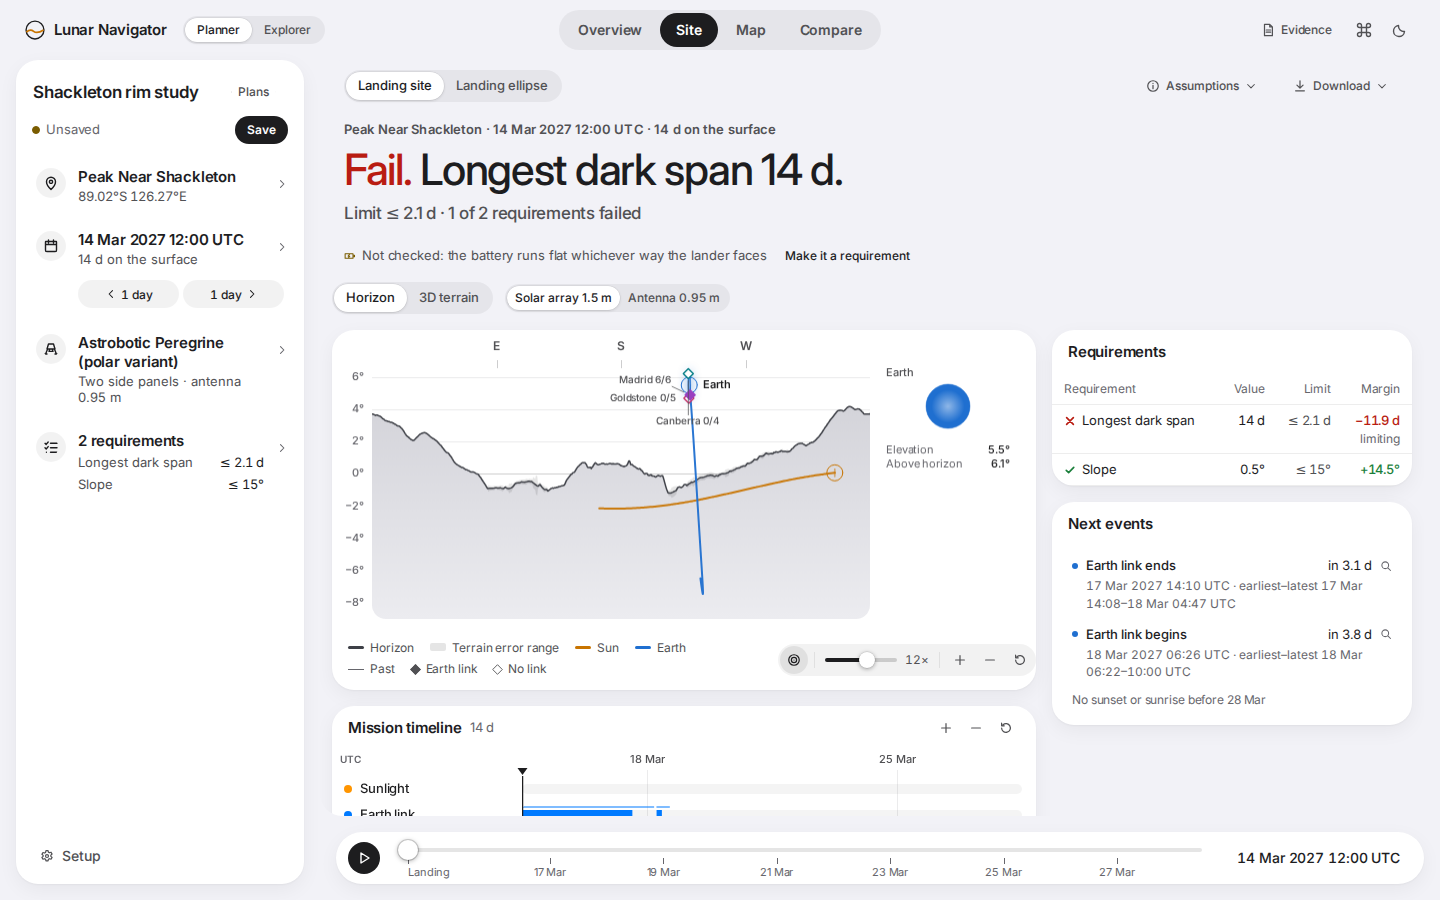 Lunar Navigator
Planner
Explorer
Overview
Site
Map
Compare
Evidence
Shackleton rim study
Plans
Unsaved
Save
Peak Near Shackleton
89.02°S 126.27°E
14 Mar 2027 12:00 UTC
14 d on the surface
1 day
1 day
Astrobotic Peregrine
(polar variant)
Two side panels · antenna
0.95 m
2 requirements
Longest dark span ≤ 2.1 d
Slope ≤ 15°
Setup
Landing site
Landing ellipse
Assumptions
Download
Peak Near Shackleton · 14 Mar 2027 12:00 UTC · 14 d on the surface
Fail. Longest dark span 14 d.
Limit ≤ 2.1 d · 1 of 2 requirements failed
Not checked: the battery runs flat whichever way the lander faces
Make it a requirement
Horizon
3D terrain
Solar array 1.5 m
Antenna 0.95 m
E S W
6°
4°
2°
0°
−2°
−4°
−6°
−8°
Madrid 6/6
Goldstone 0/5
Canberra 0/4
Earth
Earth
Elevation 5.5°
Above horizon 6.1°
Horizon
Terrain error range
Sun
Earth
Past
Earth link
No link
12×
Requirements
Requirement Value Limit Margin
Longest dark span 14 d ≤ 2.1 d −11.9 d
limiting
Slope 0.5° ≤ 15° +14.5°
Next events
Earth link ends in 3.1 d
17 Mar 2027 14:10 UTC · earliest–latest 17 Mar
14:08–18 Mar 04:47 UTC
Earth link begins in 3.8 d
18 Mar 2027 06:26 UTC · earliest–latest 18 Mar
06:22–10:00 UTC
No sunset or sunrise before 28 Mar
Mission timeline 14 d
UTC 18 Mar 25 Mar
Sunlight
Earth link
Landing 17 Mar 19 Mar 21 Mar 23 Mar 25 Mar 27 Mar
14 Mar 2027 12:00 UTC